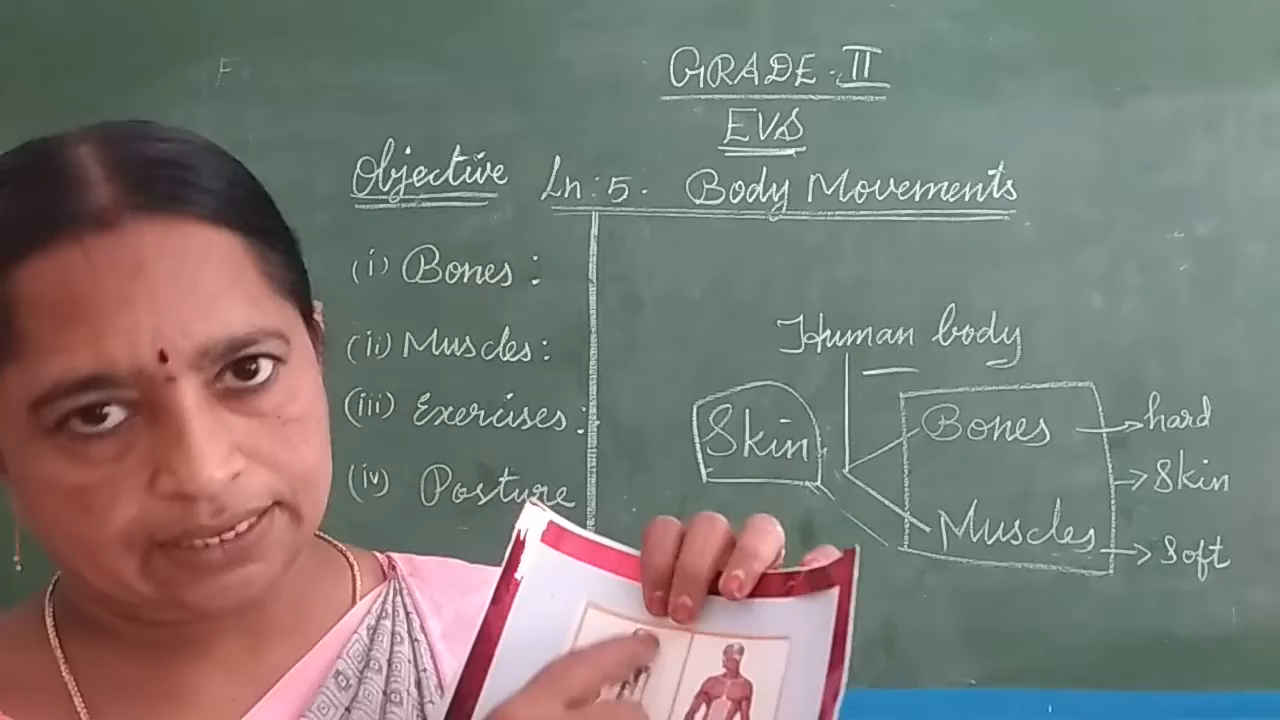 GRADE-II
EVS
Objective
Ln:5. Body Movements
(i) Bones:
(ii) Muscles:
(iii) Exercises:
(iv) Posture
Human body
Skin
Bones → hard
→ Skin
Muscles → Soft